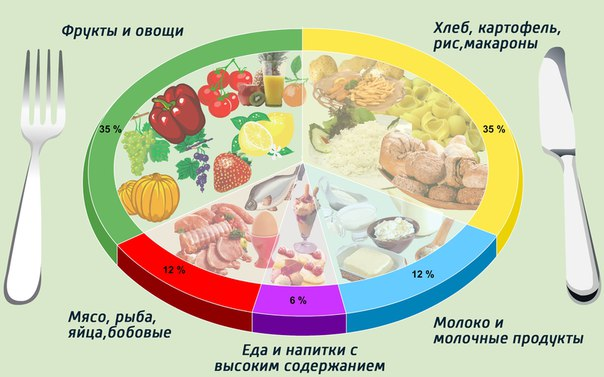 Фрукты и овощи
Хлеб, картофель,
рис,макароны
35 %
35 %
12 %
12 %
6 %
Мясо, рыба,
яйца,бобовые
Еда и напитки с
высоким содержанием
Молоко и
молочные продукты